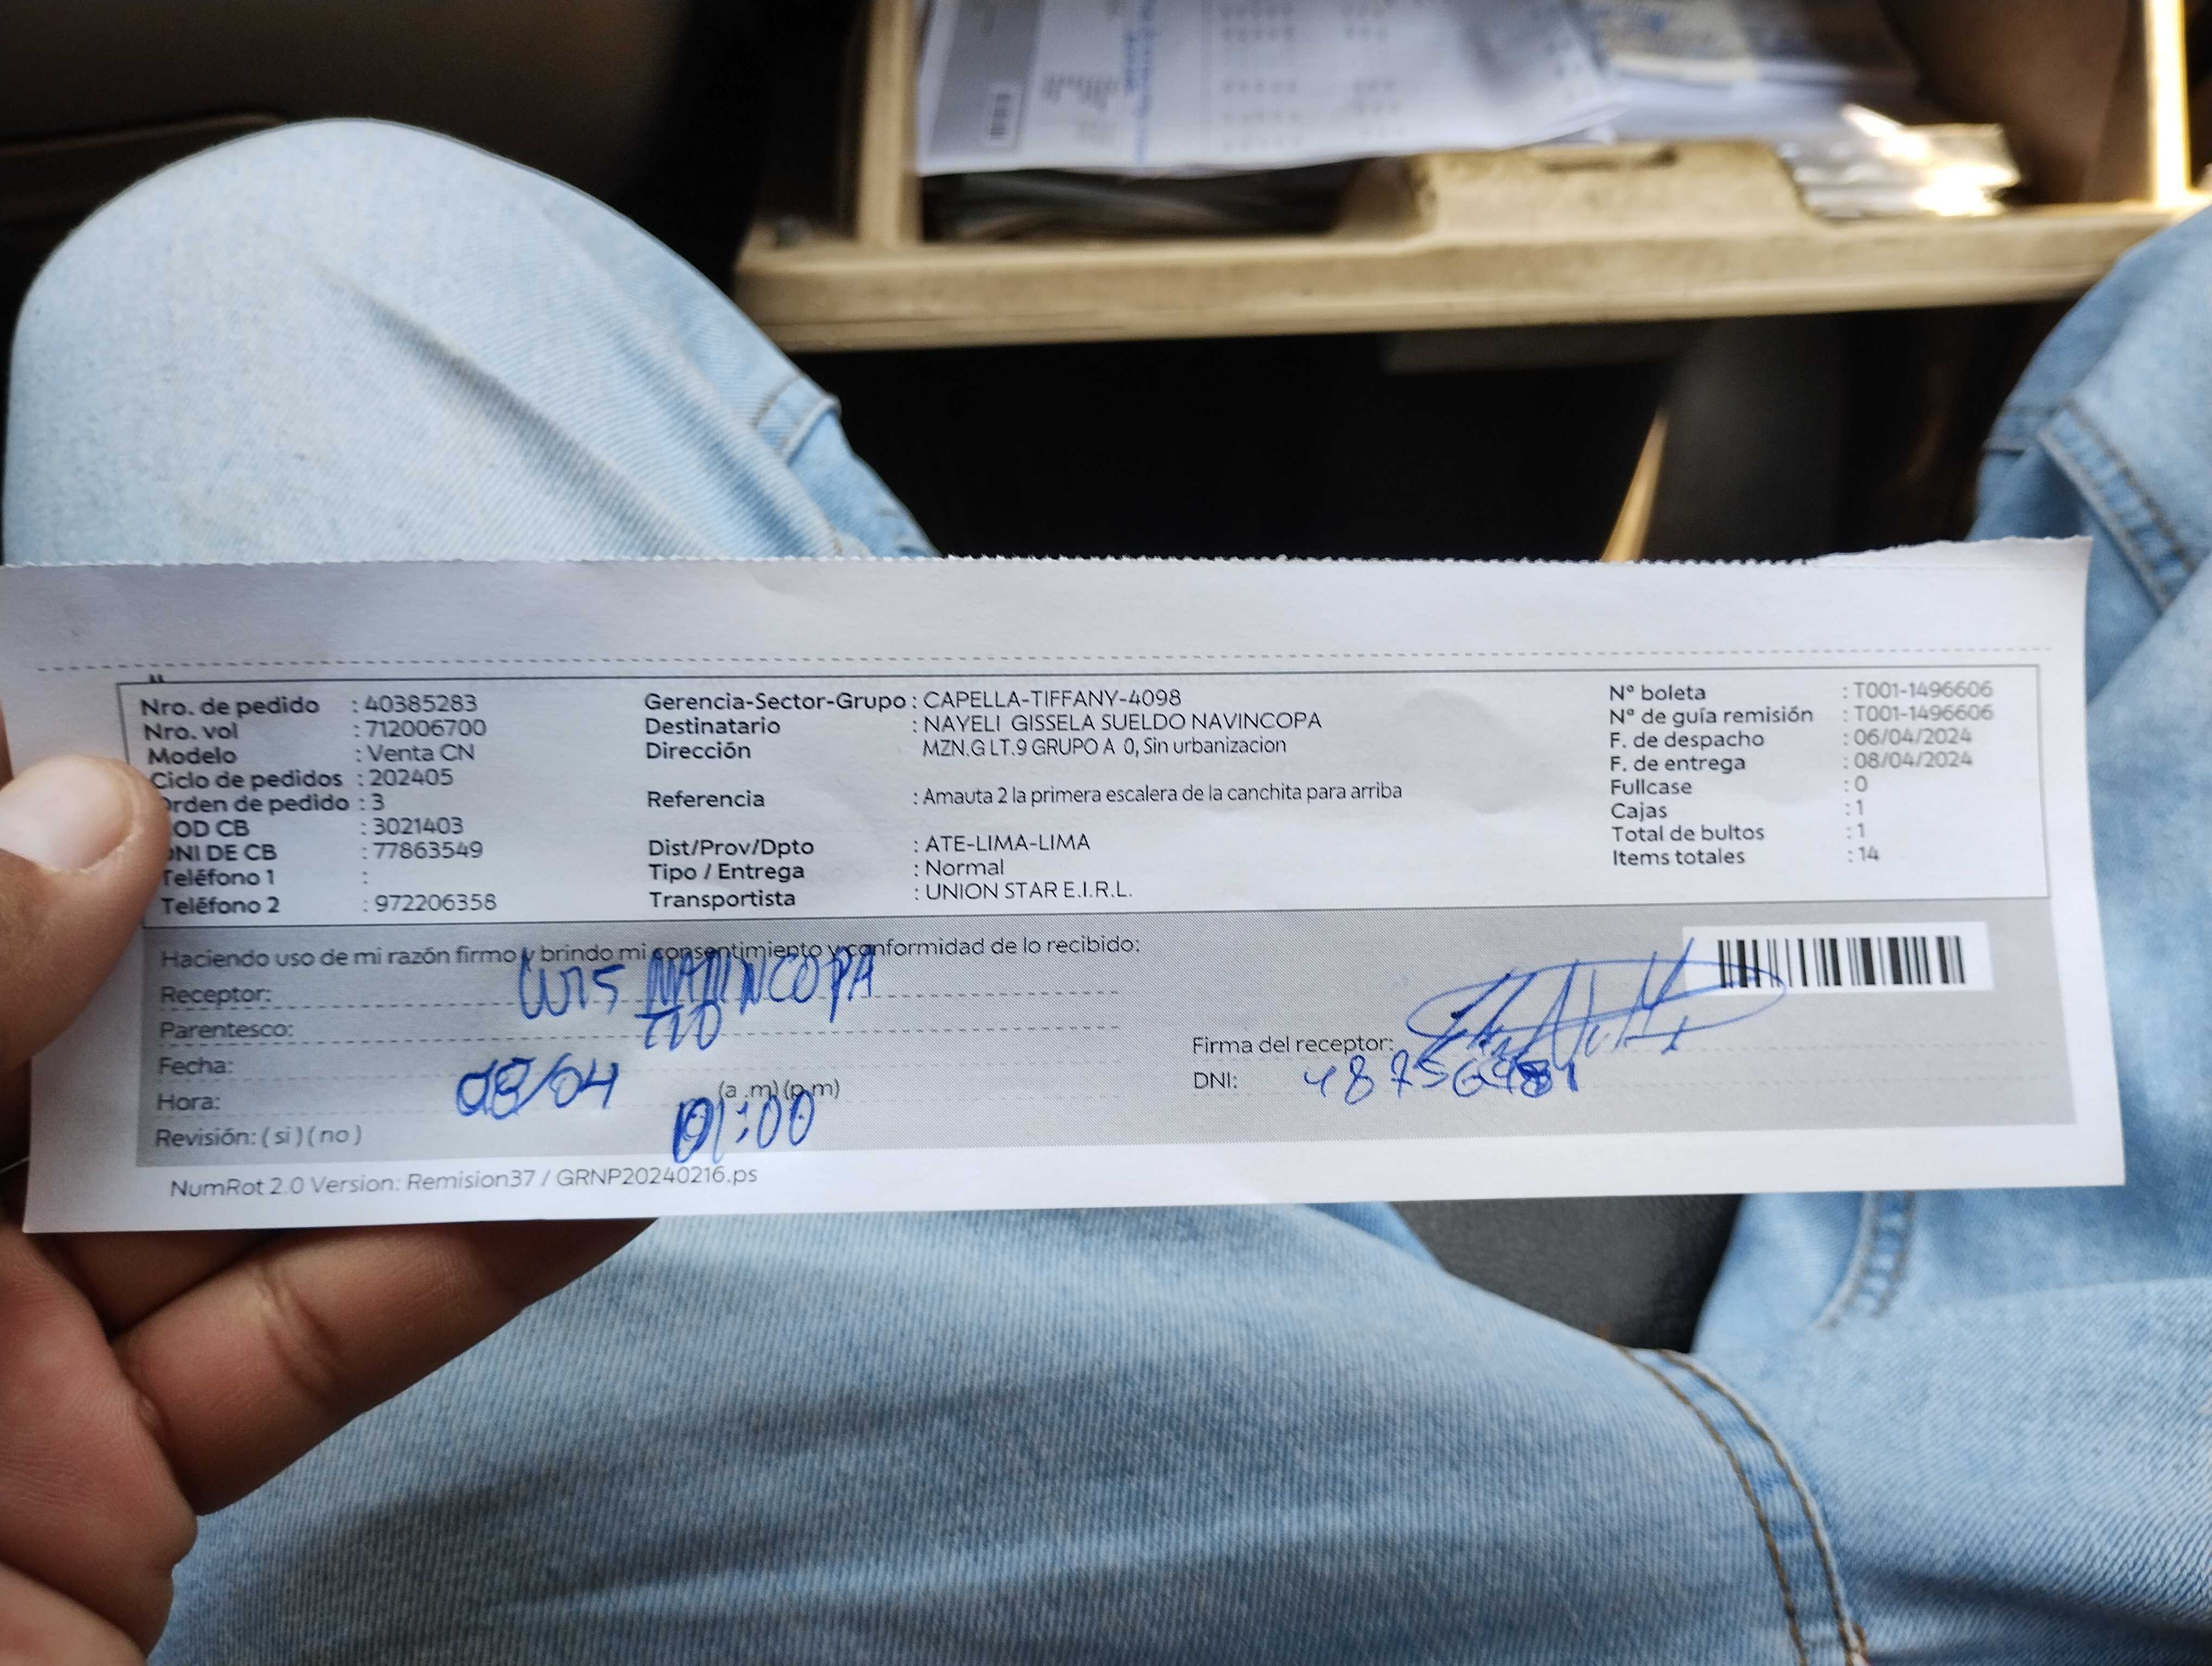 Nro. de pedido : 40385283
Nro. vol : 712006700
Modelo : Venta CN
Ciclo de pedidos : 202405
Orden de pedido : 3
COD CB : 3021403
DNI DE CB : 77863549
Teléfono 1 :
Teléfono 2 : 972206358
Gerencia-Sector-Grupo : CAPELLA-TIFFANY-4098
Destinatario : NAYELI GISSELA SUELDO NAVINCOPA
Dirección MZN.G LT.9 GRUPO A 0, Sin urbanizacion
Referencia : Amauta 2 la primera escalera de la canchita para arriba
Dist/Prov/Dpto : ATE-LIMA-LIMA
Tipo / Entrega : Normal
Transportista : UNION STAR E.I.R.L.
N° boleta : T001-1496606
N° de guía remisión : T001-1496606
F. de despacho : 06/04/2024
F. de entrega : 08/04/2024
Fullcase : 0
Cajas : 1
Total de bultos : 1
Items totales : 14
Haciendo uso de mi razón firmo y brindo mi consentimiento y conformidad de lo recibido:
Receptor: LUIS NAVINCOPA
Parentesco: TIO
Fecha: 08/04
Hora: (a .m) (p.m) 01:00
Revisión: ( si ) ( no )
Firma del receptor:
DNI:
NumRot 2.0 Version: Remision37 / GRNP20240216.ps